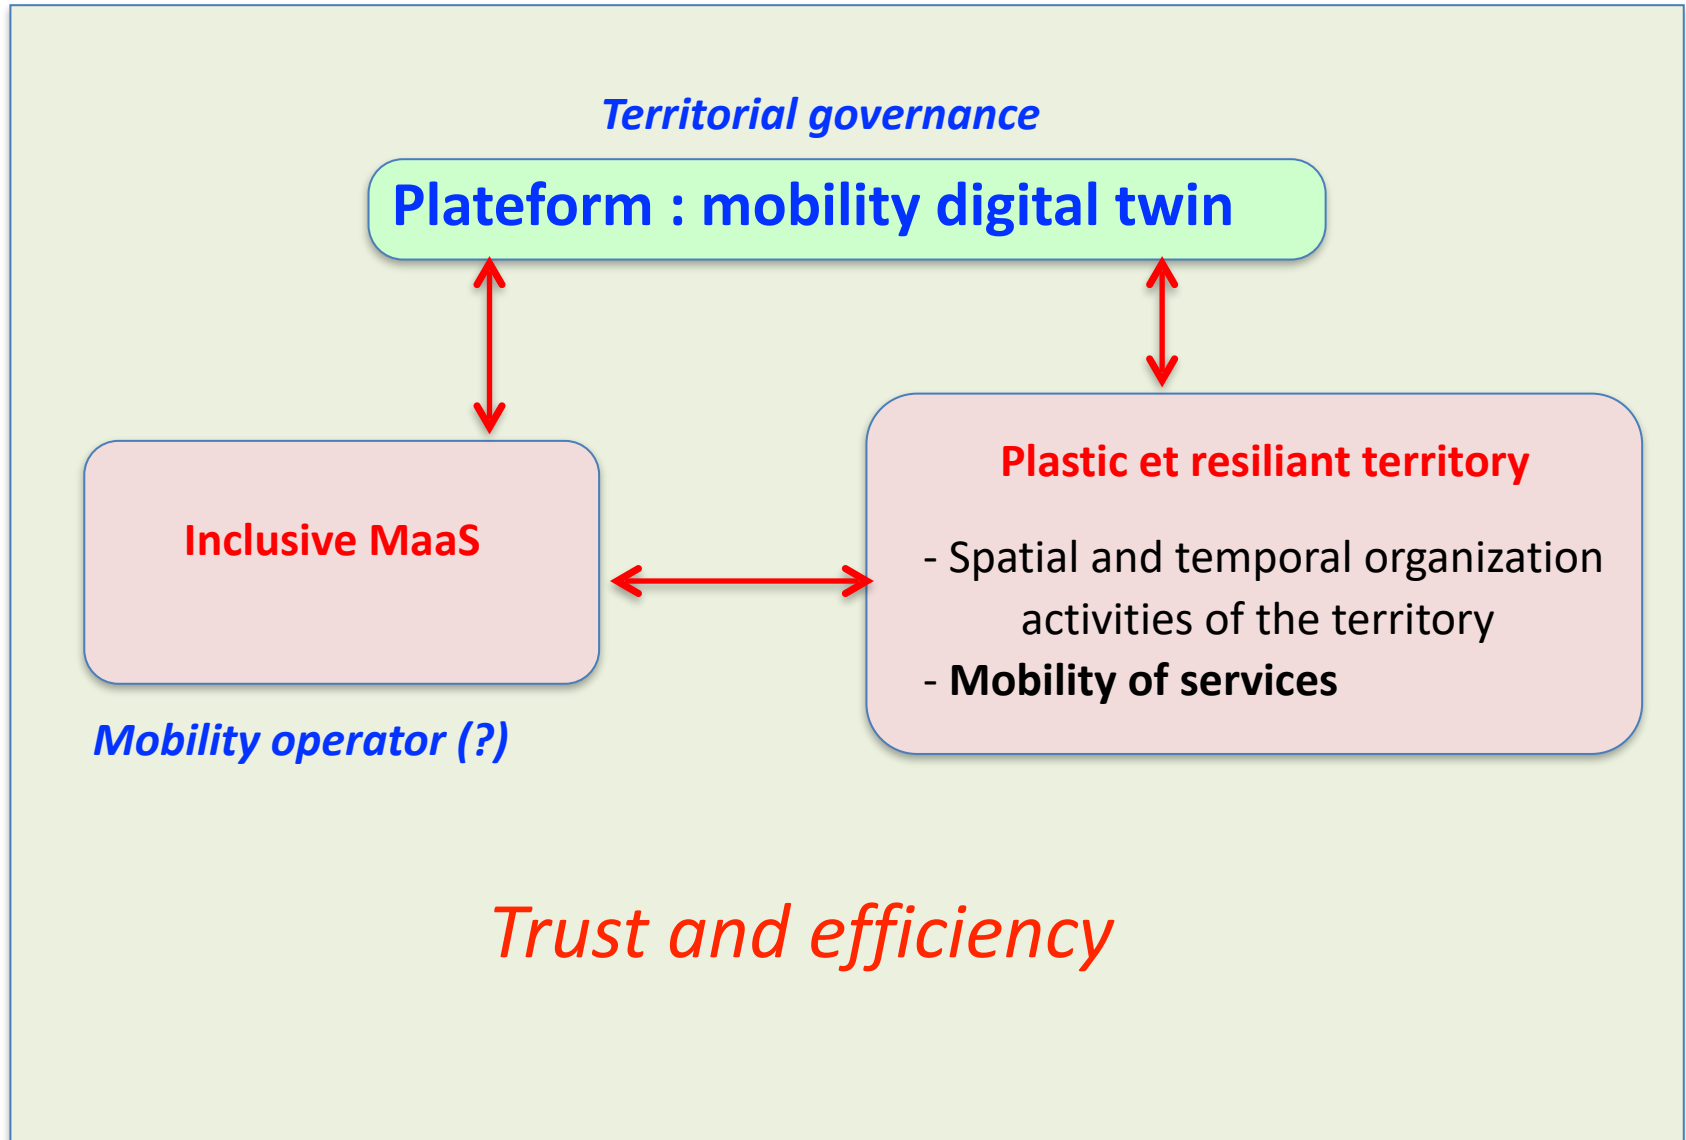 Territorial governance
Plateform : mobility digital twin
Inclusive MaaS
Mobility operator (?)
Plastic et resiliant territory
- Spatial and temporal organization
activities of the territory
- Mobility of services
Trust and efficiency